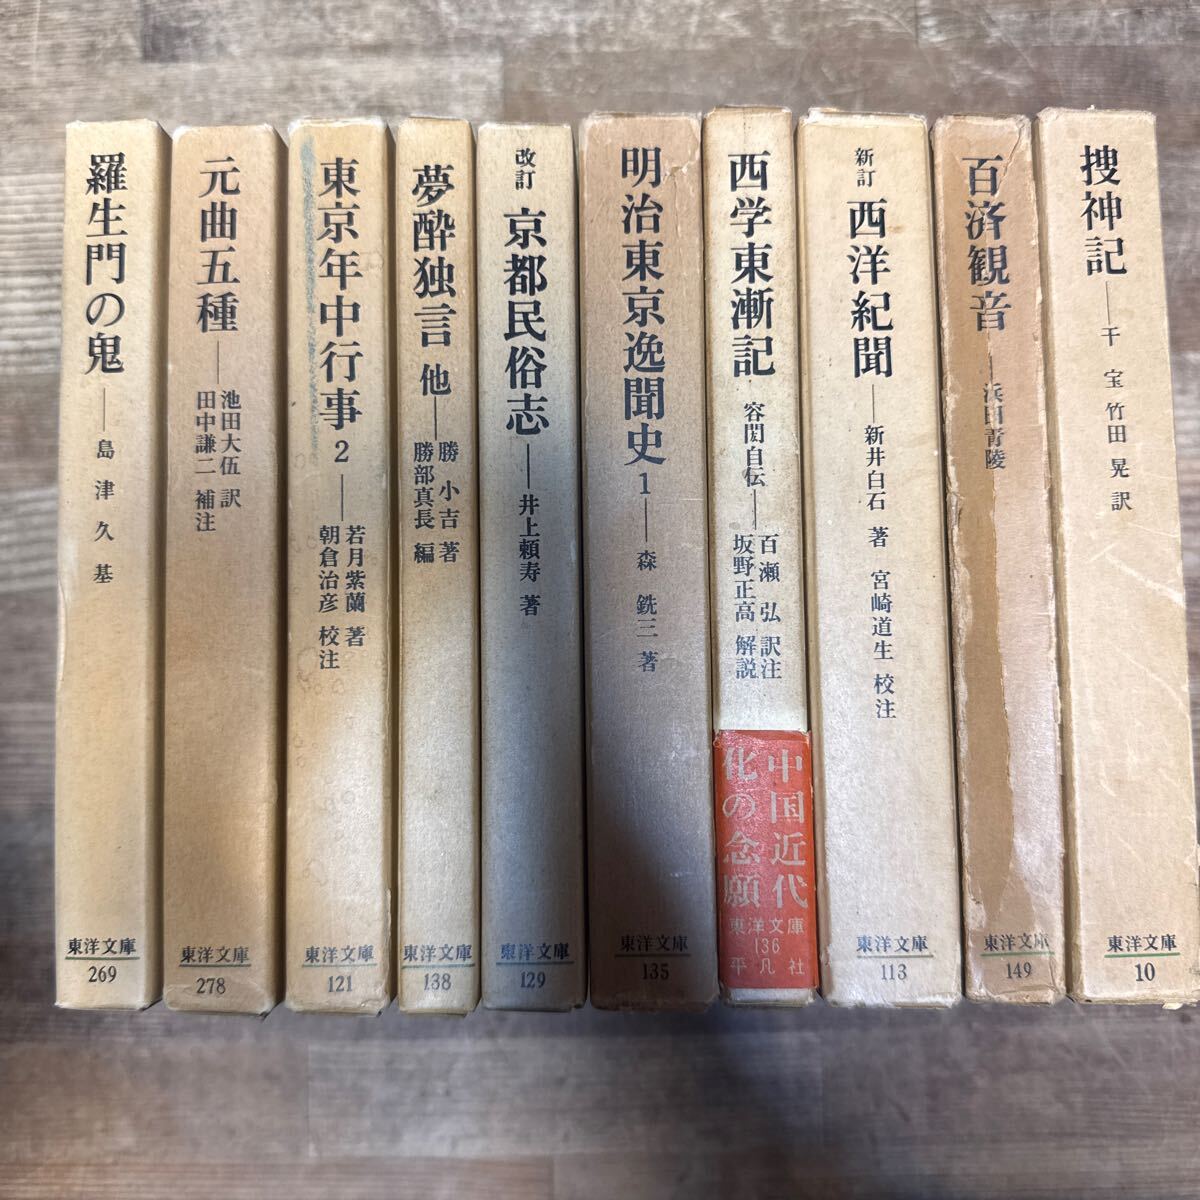 羅生門の鬼
島津久基
東洋文庫
269
元曲五種
池田大伍 訳
田中謙二 補注
東洋文庫
278
東京年中行事 2
若月紫蘭 著
朝倉治彦 校注
東洋文庫
121
夢酔独言 他
勝小吉 著
勝部真長 編
東洋文庫
138
改訂
京都民俗志
井上頼寿 著
東洋文庫
129
明治東京逸聞史 1
森銑三 著
東洋文庫
135
西学東漸記
容閎自伝
百瀬弘 訳注
坂野正高 解説
中国近代
化の念願
東洋文庫
136
平凡社
新訂
西洋紀聞
新井白石 著
宮崎道生 校注
東洋文庫
113
百済観音
浜田青陵
東洋文庫
149
捜神記
干宝
竹田晃 訳
東洋文庫
10